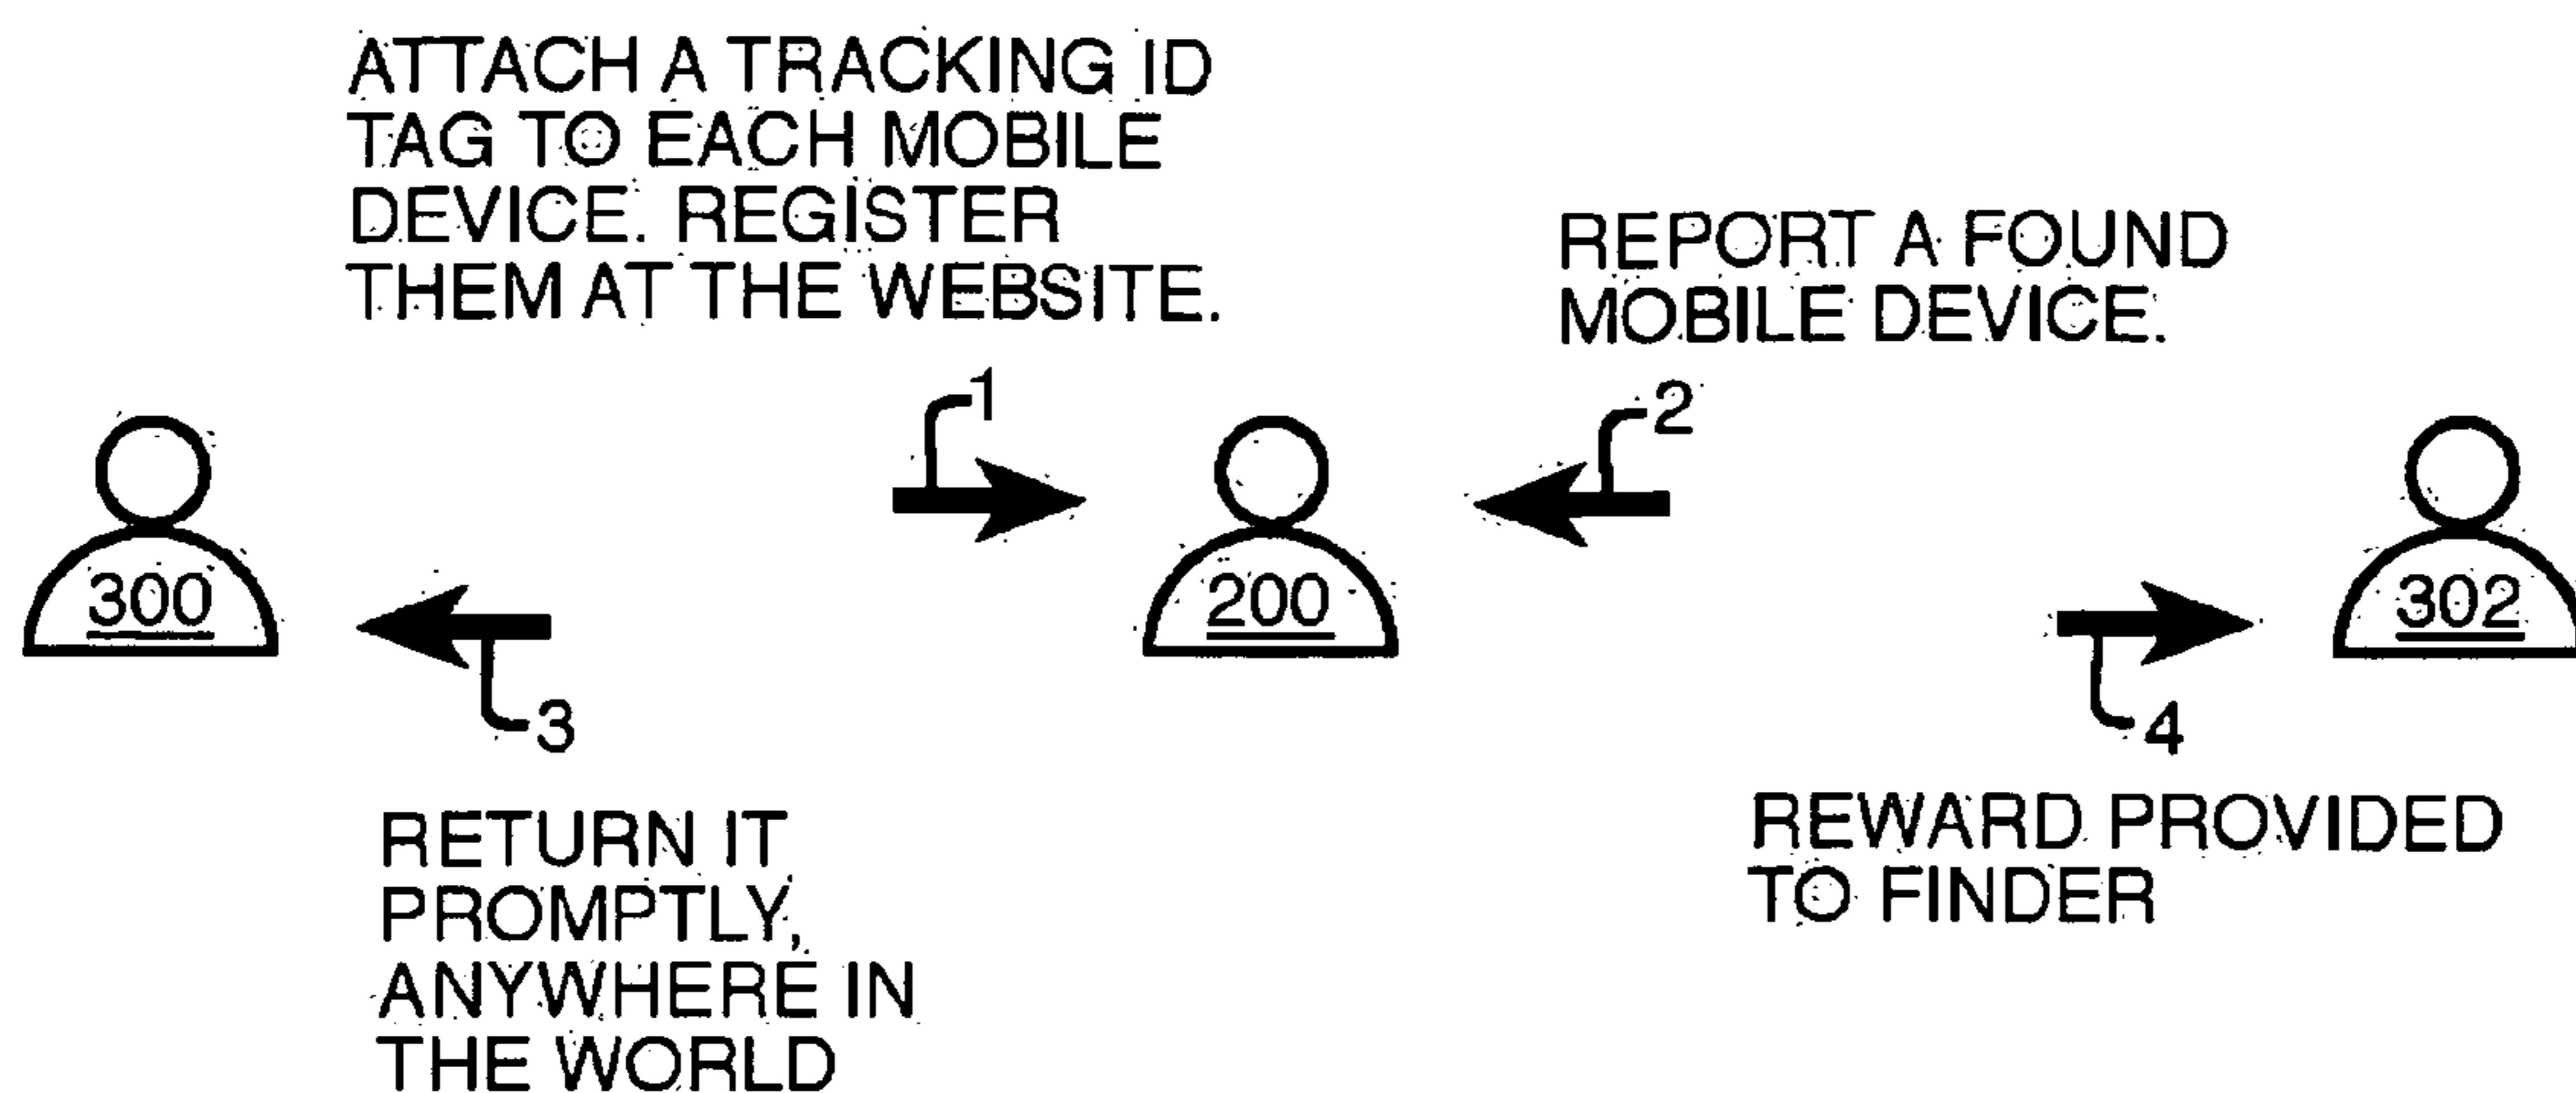 ATTACH A TRACKING ID
TAG TO EACH MOBILE
DEVICE. REGISTER
THEM AT THE WEBSITE.
REPORT A FOUND
MOBILE DEVICE.
1
2
300
200
302
3
4
RETURN IT
PROMPTLY,
ANYWHERE IN
THE WORLD
REWARD PROVIDED
TO FINDER